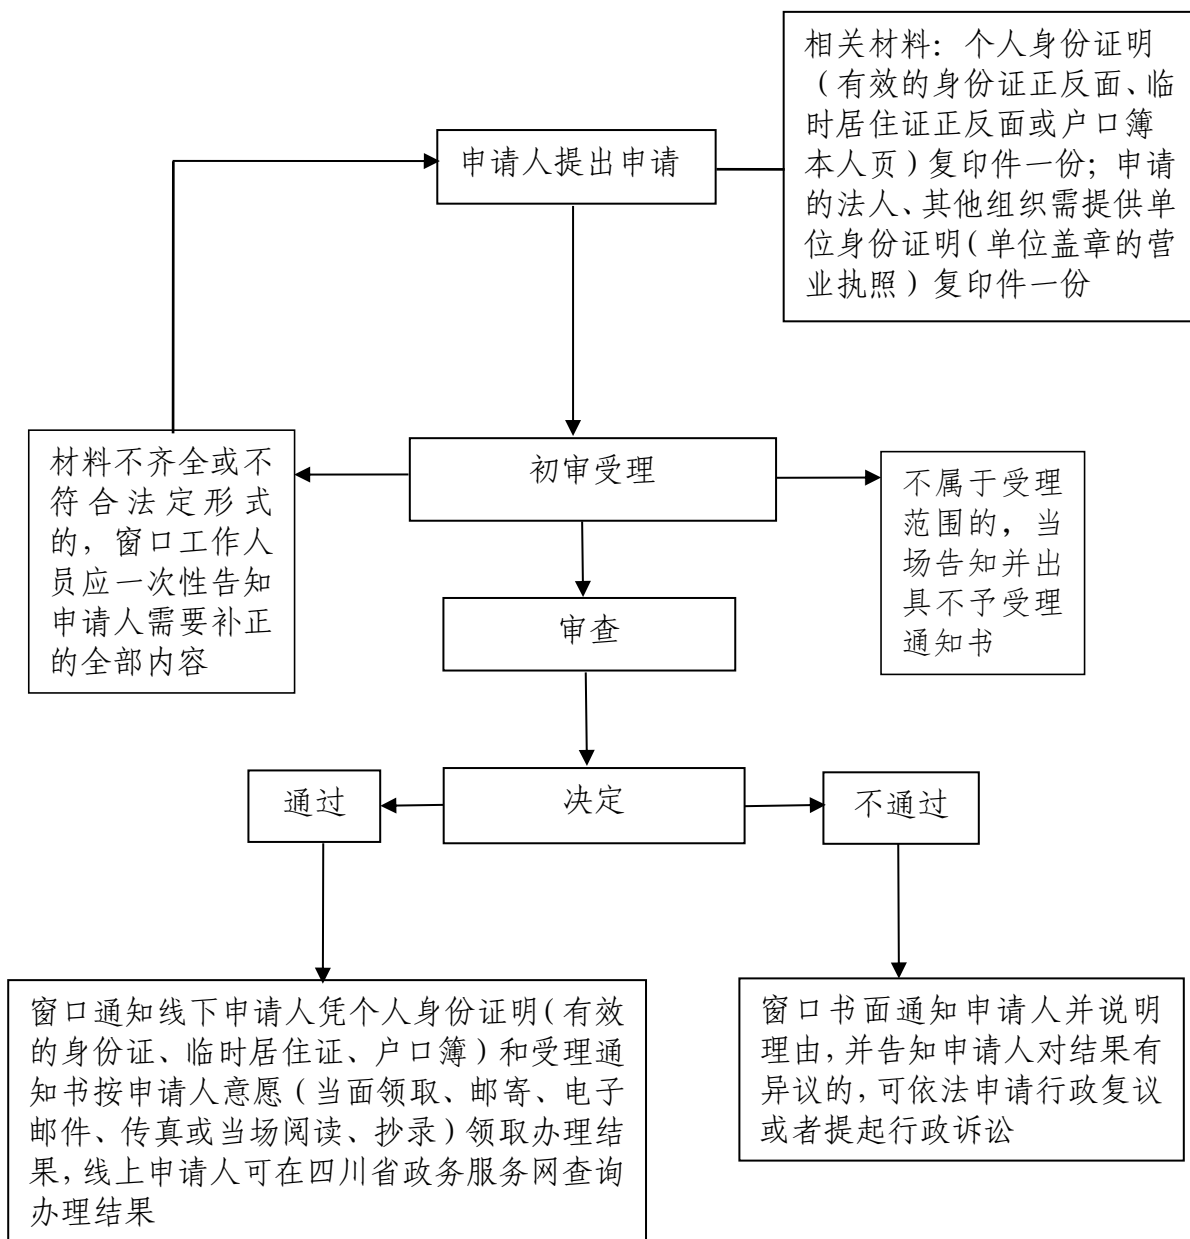 相关材料：个人身份证明
（有效的身份证正反面、临
时居住证正反面或户口簿
本人页）复印件一份；申请
的法人、其他组织需提供单
位身份证明（单位盖章的营
业执照）复印件一份
申请人提出申请
初审受理
材料不齐全或不
符合法定形式
的，窗口工作人
员应一次性告知
申请人需要补正
的全部内容
不属于受理
范围的，当
场告知并出
具不予受理
通知书
审查
决定
通过
不通过
窗口通知线下申请人凭个人身份证明（有效
的身份证、临时居住证、户口簿）和受理通
知书按申请人意愿（当面领取、邮寄、电子
邮件、传真或当场阅读、抄录）领取办理结
果，线上申请人可在四川省政务服务网查询
办理结果
窗口书面通知申请人并说明
理由，并告知申请人对结果有
异议的，可依法申请行政复议
或者提起行政诉讼